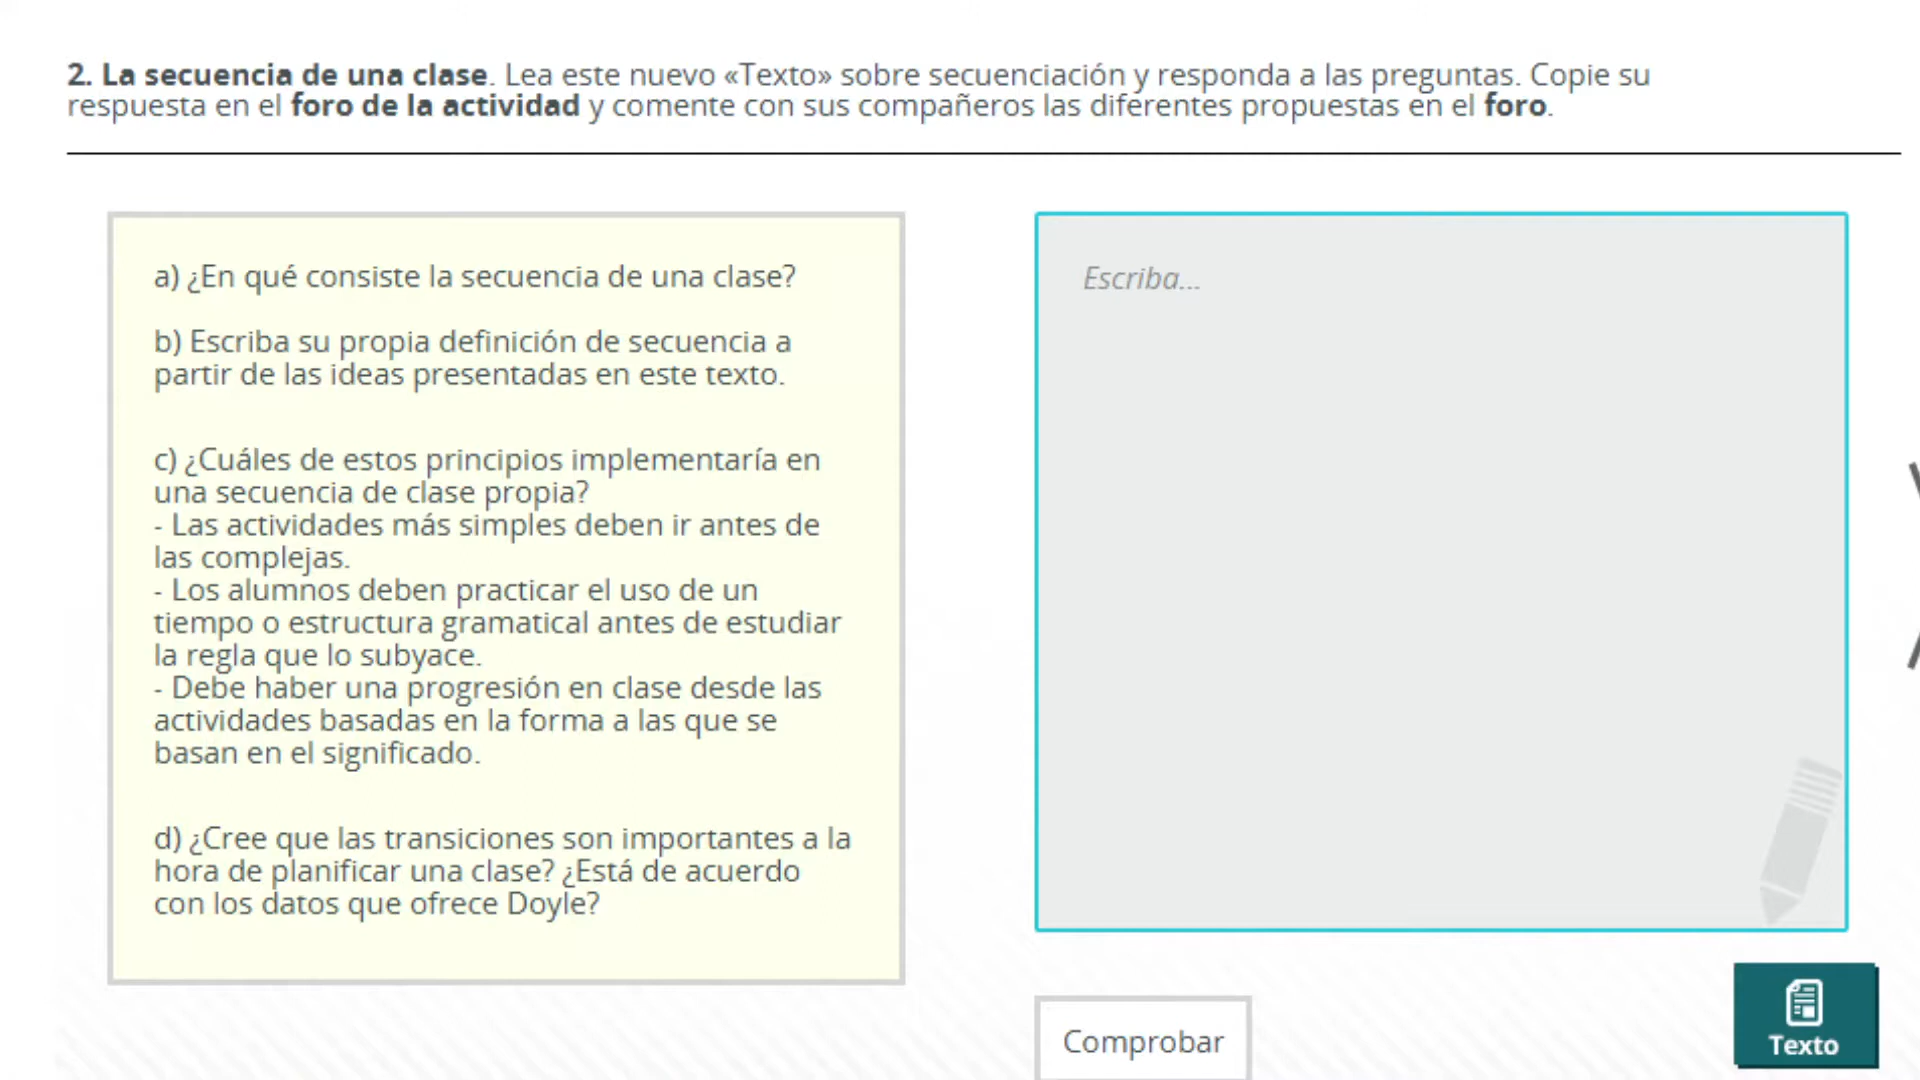 2. La secuencia de una clase. Lea este nuevo «Texto» sobre secuenciación y responda a las preguntas. Copie su
respuesta en el foro de la actividad y comente con sus compañeros las diferentes propuestas en el foro.
a) ¿En qué consiste la secuencia de una clase?
b) Escriba su propia definición de secuencia a
partir de las ideas presentadas en este texto.
c) ¿Cuáles de estos principios implementaría en
una secuencia de clase propia?
- Las actividades más simples deben ir antes de
las complejas.
- Los alumnos deben practicar el uso de un
tiempo o estructura gramatical antes de estudiar
la regla que lo subyace.
- Debe haber una progresión en clase desde las
actividades basadas en la forma a las que se
basan en el significado.
d) ¿Cree que las transiciones son importantes a la
hora de planificar una clase? ¿Está de acuerdo
con los datos que ofrece Doyle?
Escriba...
Comprobar
Texto